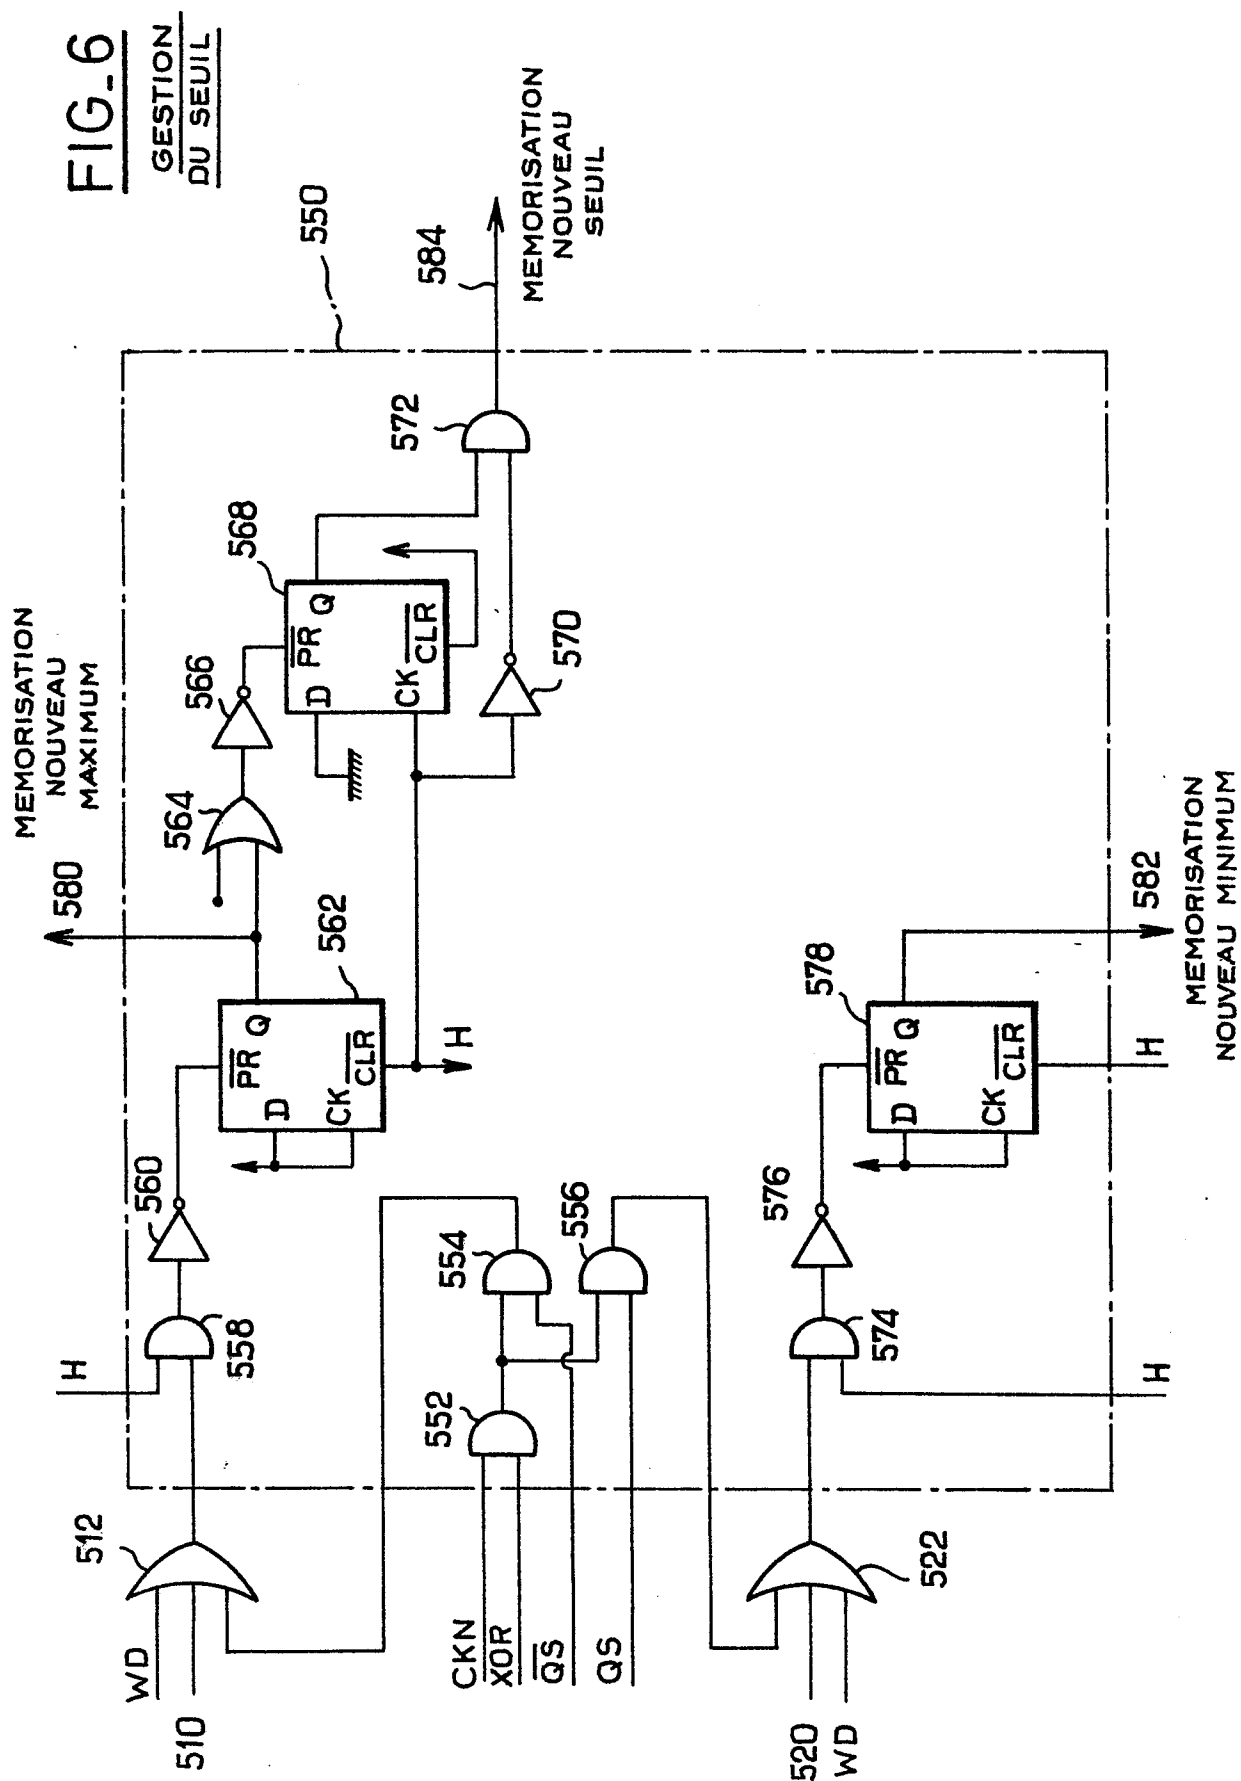 FIG_6
GESTION
DU SEUIL
550
MEMORISATION
NOUVEAU
MAXIMUM
580
564
566
568
572
584
MEMORISATION
NOUVEAU
SEUIL
PR
D
Q
CK
CLR
570
562
PR
D
Q
CK
CLR
H
560
H
558
512
WD
510
554
556
552
CKN
XOR
QS
QS
576
578
PR
D
Q
CK
CLR
H
582
MEMORISATION
NOUVEAU MINIMUM
574
H
522
520
WD